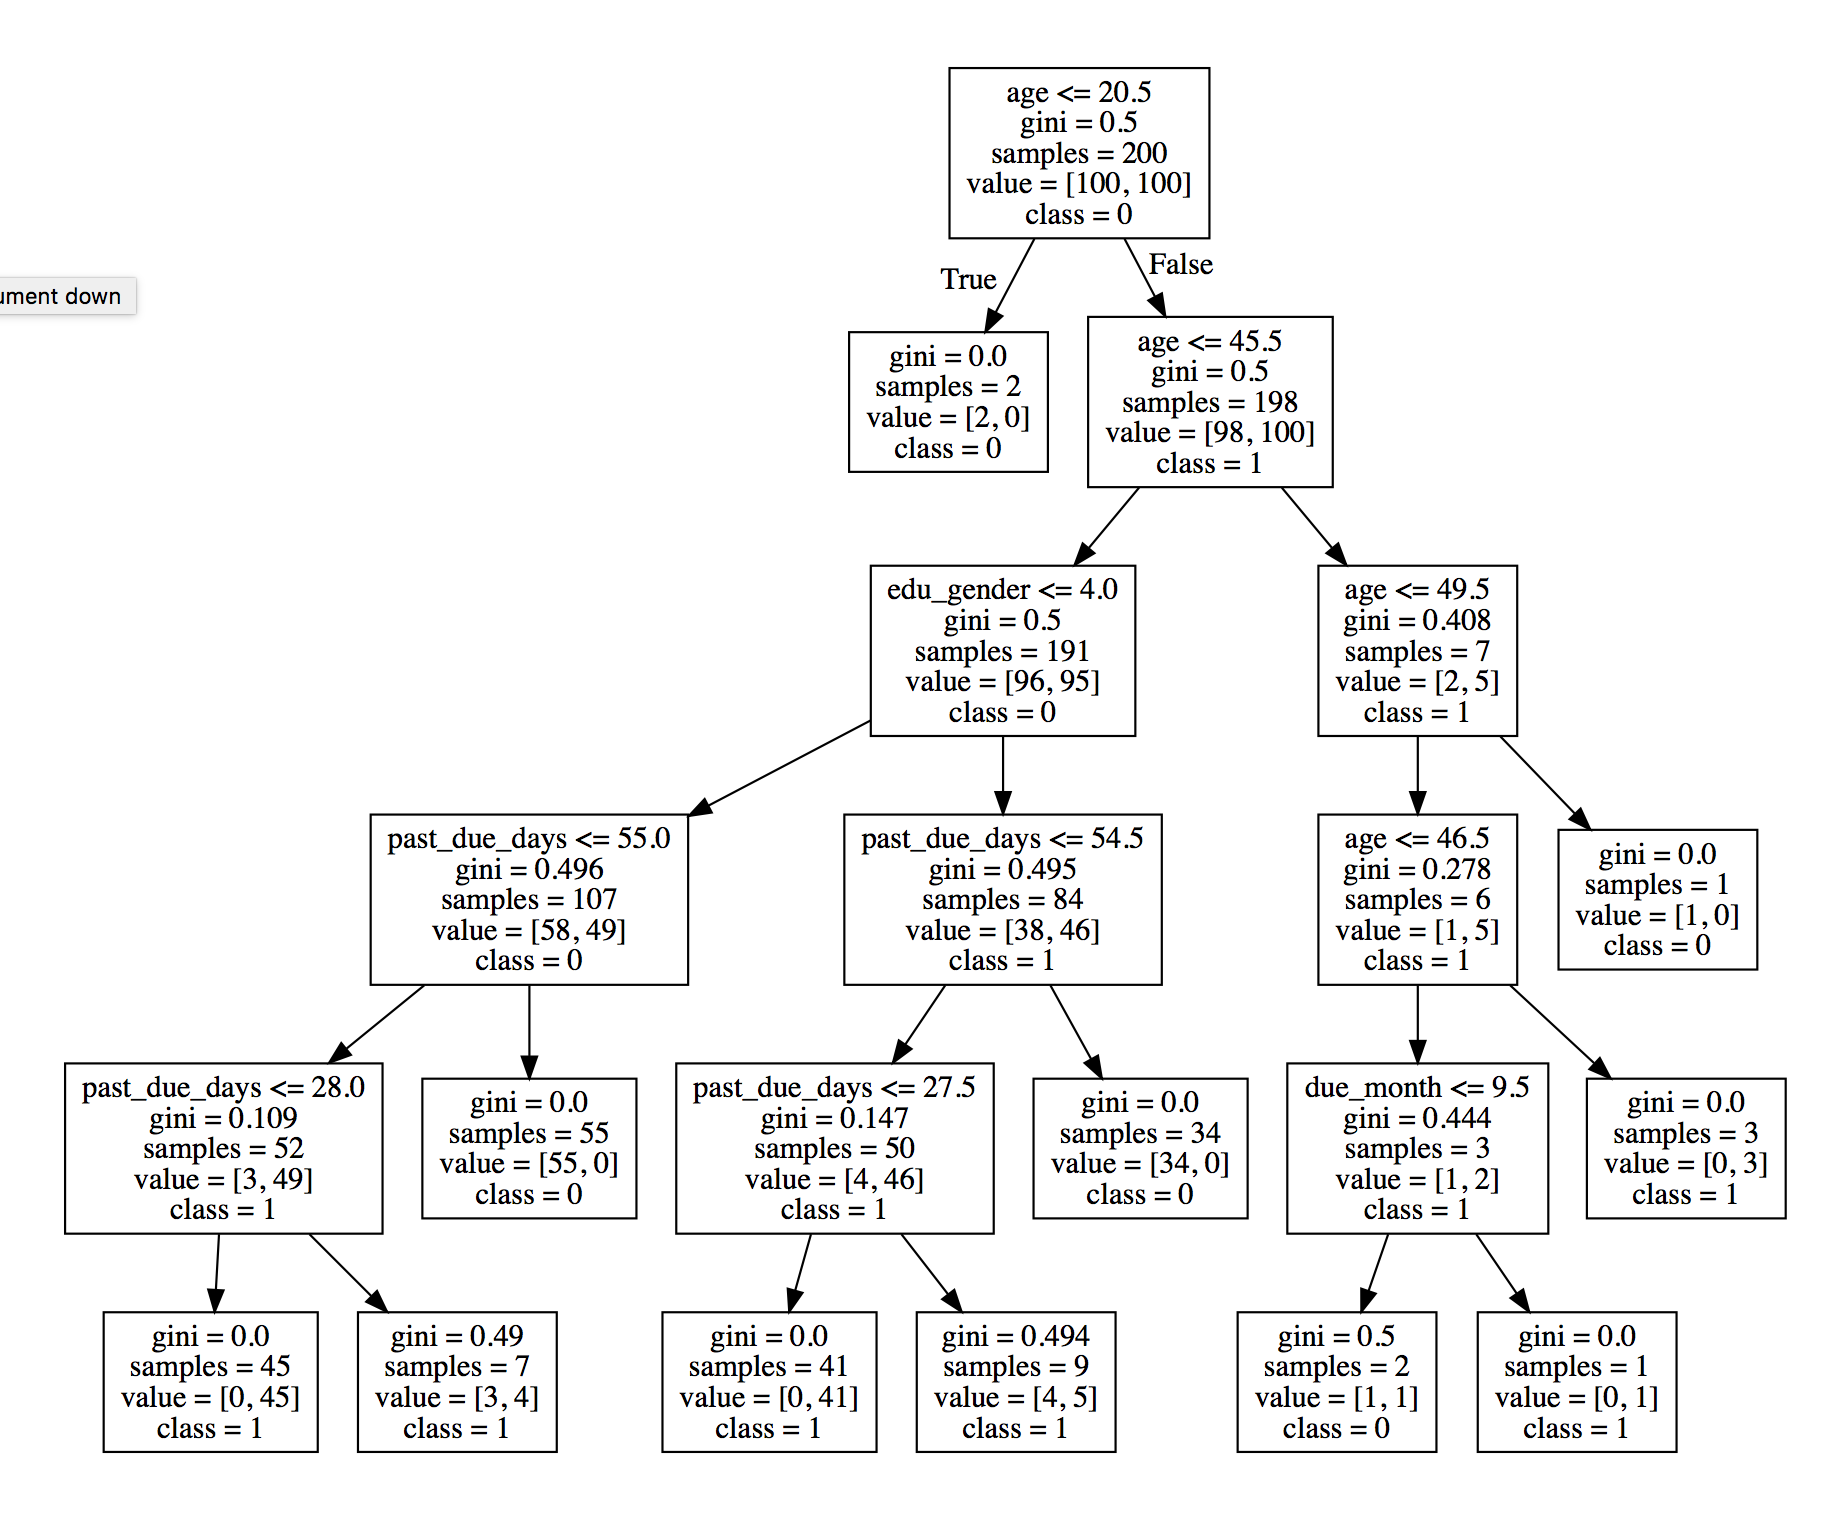 age <= 20.5
gini = 0.5
samples = 200
value = [100, 100]
class = 0
True
False
ument down
gini = 0.0
samples = 2
value = [2, 0]
class = 0
age <= 45.5
gini = 0.5
samples = 198
value = [98, 100]
class = 1
edu_gender <= 4.0
gini = 0.5
samples = 191
value = [96, 95]
class = 0
age <= 49.5
gini = 0.408
samples = 7
value = [2, 5]
class = 1
past_due_days <= 55.0
gini = 0.496
samples = 107
value = [58, 49]
class = 0
past_due_days <= 54.5
gini = 0.495
samples = 84
value = [38, 46]
class = 1
age <= 46.5
gini = 0.278
samples = 6
value = [1, 5]
class = 1
gini = 0.0
samples = 1
value = [1, 0]
class = 0
past_due_days <= 28.0
gini = 0.109
samples = 52
value = [3, 49]
class = 1
gini = 0.0
samples = 55
value = [55, 0]
class = 0
past_due_days <= 27.5
gini = 0.147
samples = 50
value = [4, 46]
class = 1
gini = 0.0
samples = 34
value = [34, 0]
class = 0
due_month <= 9.5
gini = 0.444
samples = 3
value = [1, 2]
class = 1
gini = 0.0
samples = 3
value = [0, 3]
class = 1
gini = 0.0
samples = 45
value = [0, 45]
class = 1
gini = 0.49
samples = 7
value = [3, 4]
class = 1
gini = 0.0
samples = 41
value = [0, 41]
class = 1
gini = 0.494
samples = 9
value = [4, 5]
class = 1
gini = 0.5
samples = 2
value = [1, 1]
class = 0
gini = 0.0
samples = 1
value = [0, 1]
class = 1